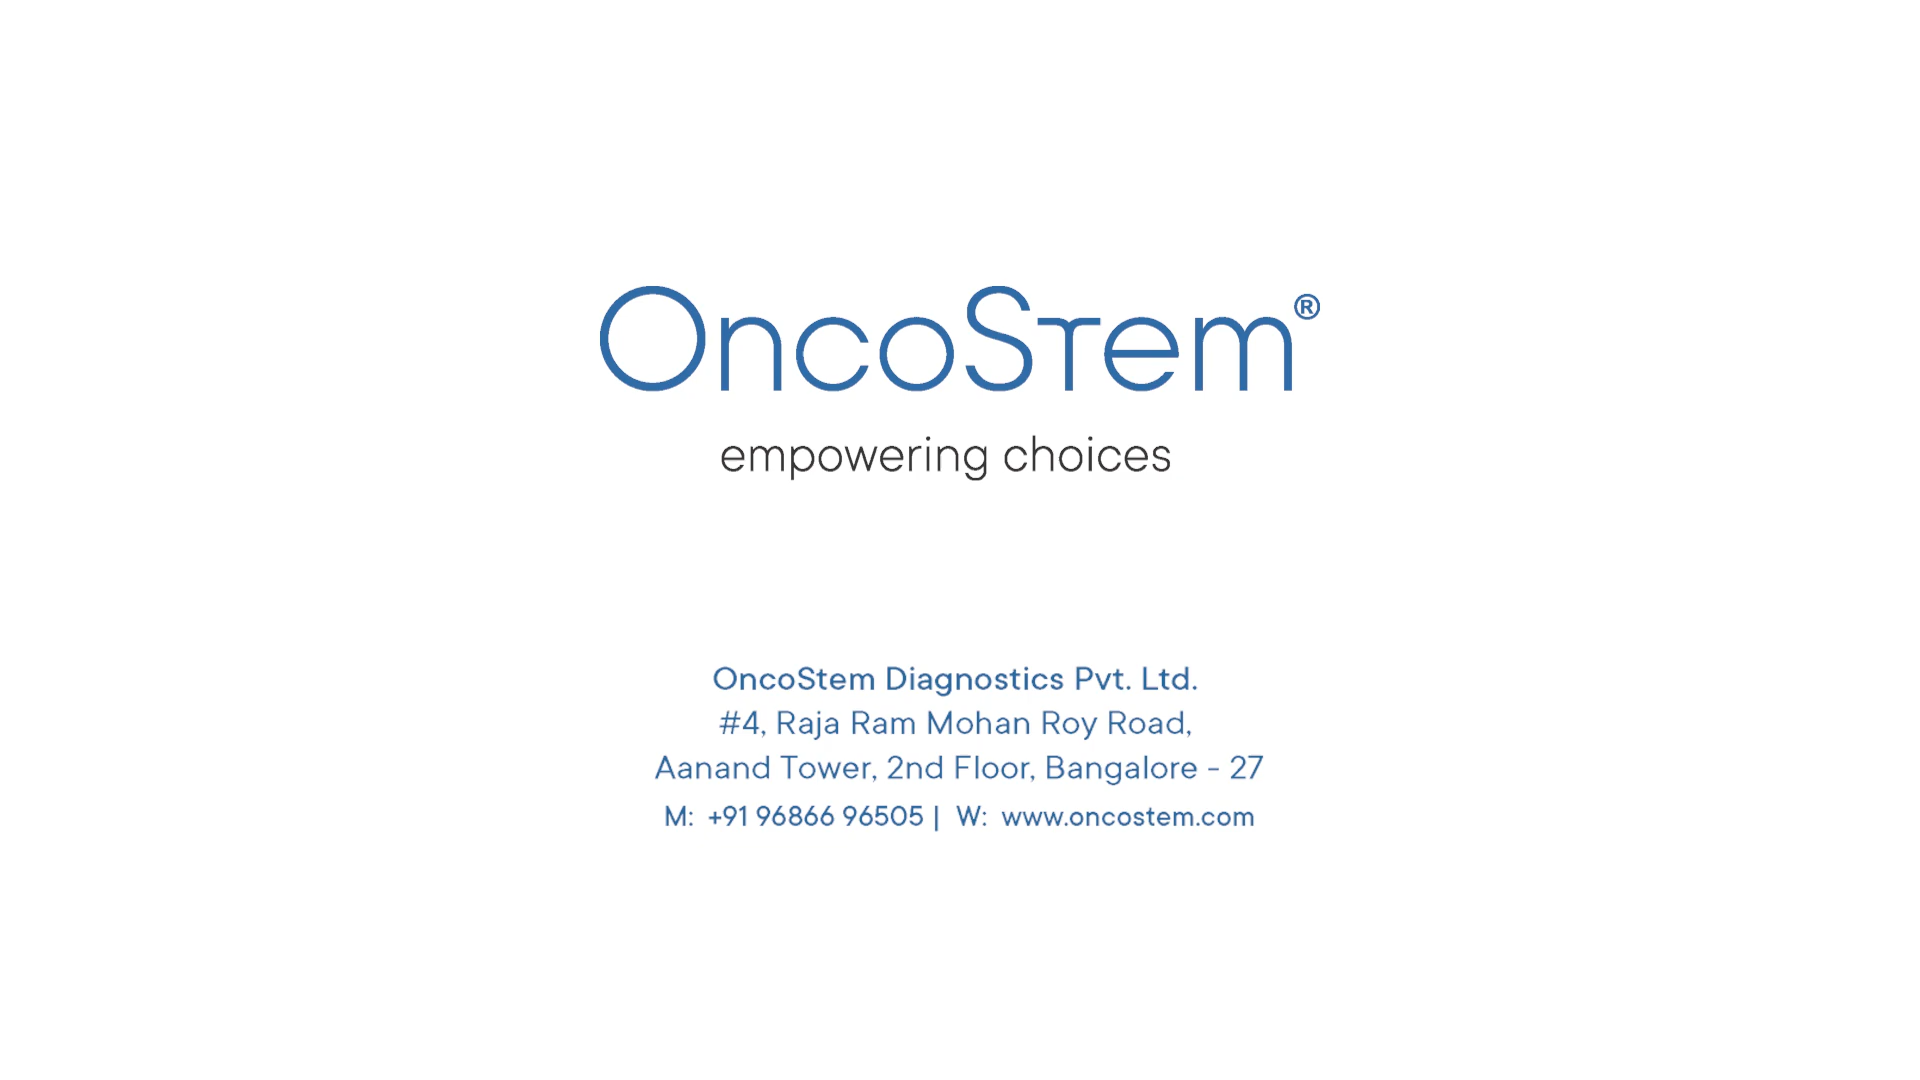 OncoStem®
empowering choices
OncoStem Diagnostics Pvt. Ltd.
#4, Raja Ram Mohan Roy Road,
Aanand Tower, 2nd Floor, Bangalore - 27
M: +91 96866 96505 | W: www.oncostem.com